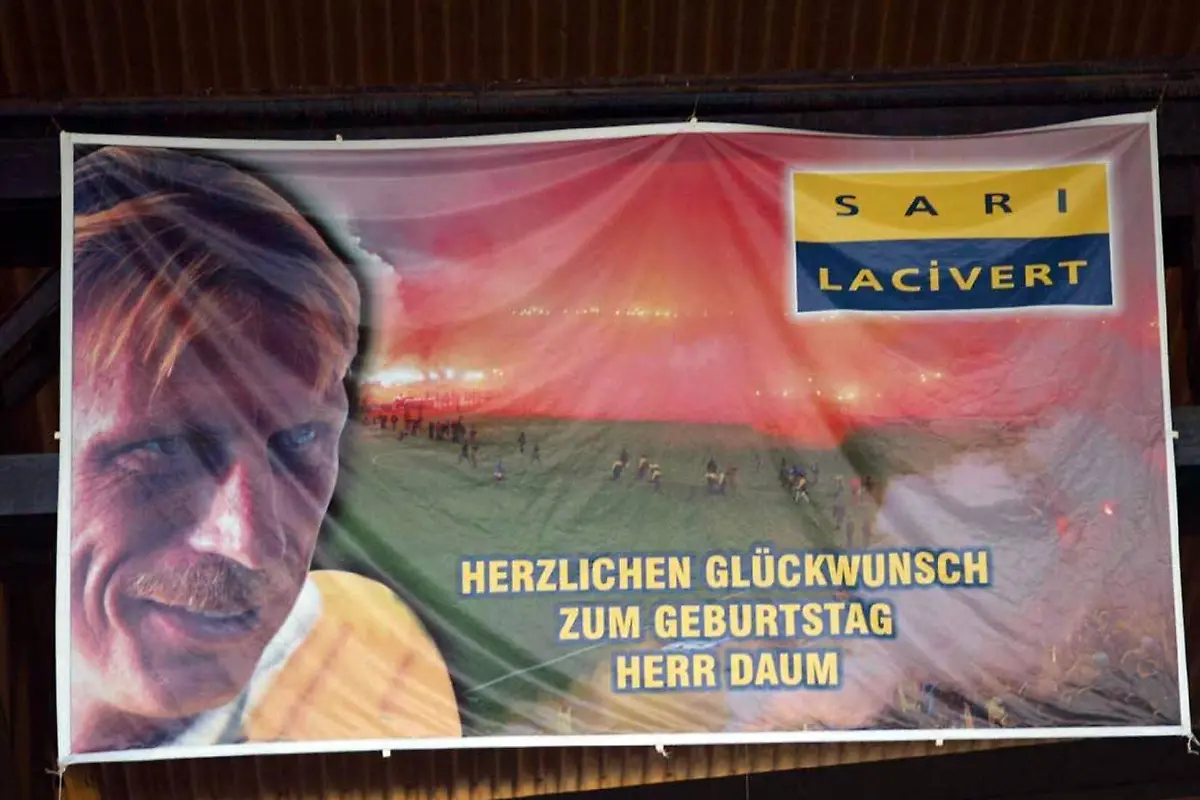 SARI
LACİVERT
HERZLICHEN GLÜCKWUNSCH
ZUM GEBURTSTAG
HERR DAUM